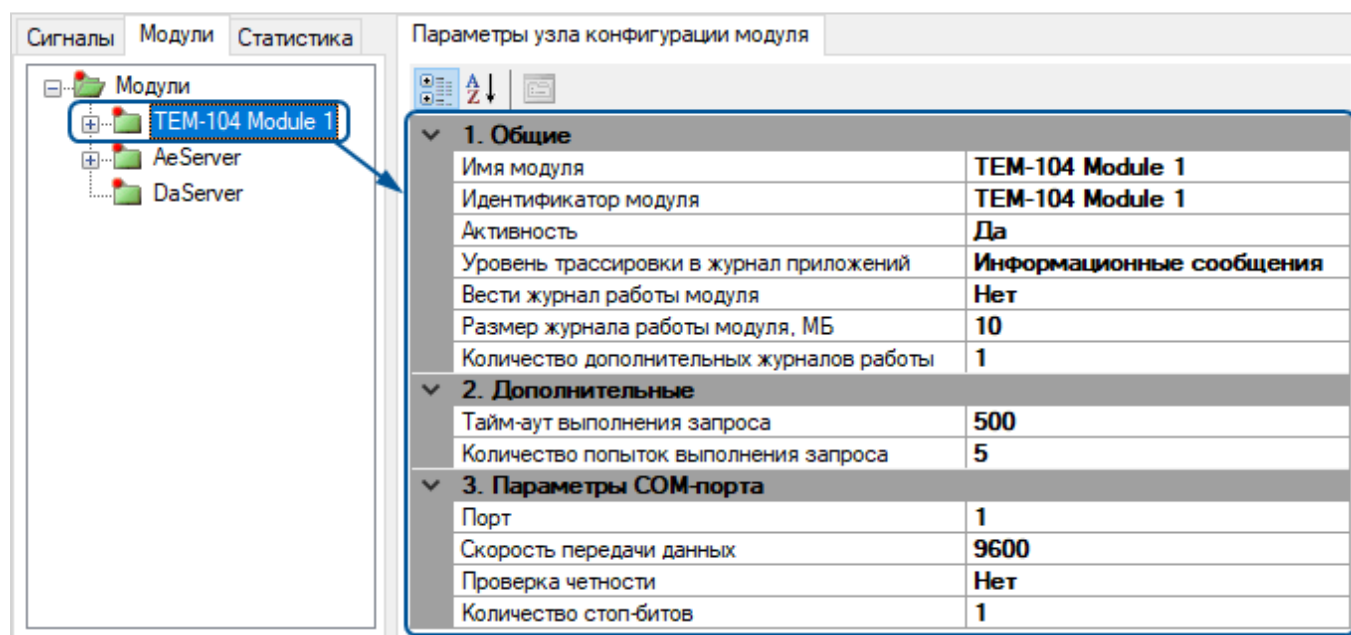 Сигналы Модули Статистика
Параметры узла конфигурации модуля
Модули
TEM-104 Module 1
AeServer
DaServer
1. Общие
Имя модуля TEM-104 Module 1
Идентификатор модуля TEM-104 Module 1
Активность Да
Уровень трассировки в журнал приложений Информационные сообщения
Вести журнал работы модуля Нет
Размер журнала работы модуля, МБ 10
Количество дополнительных журналов работы 1
2. Дополнительные
Тайм-аут выполнения запроса 500
Количество попыток выполнения запроса 5
3. Параметры COM-порта
Порт 1
Скорость передачи данных 9600
Проверка четности Нет
Количество стоп-битов 1